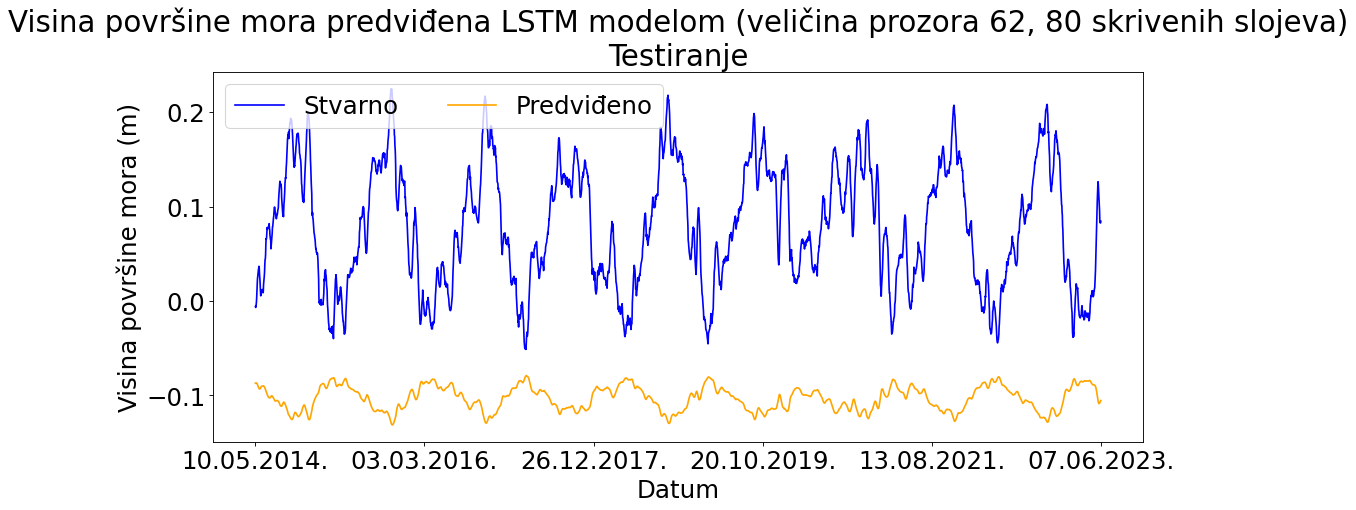 Visina površine mora predviđena LSTM modelom (veličina prozora 62, 80 skrivenih slojeva)
Testiranje
Stvarno
Predviđeno
Visina površine mora (m)
0.2
0.1
0.0
−0.1
10.05.2014.
03.03.2016.
26.12.2017.
20.10.2019.
13.08.2021.
07.06.2023.
Datum